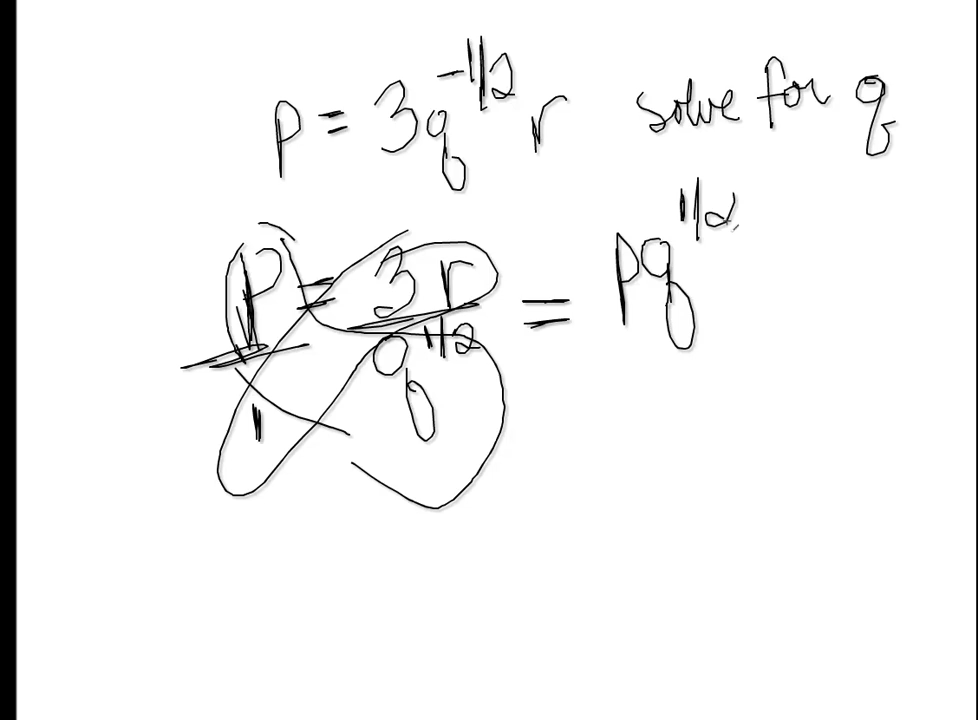 p = 3q^{-1/2} r solve for q
p/1 = 3r/q^{1/2} = pq^{1/2}